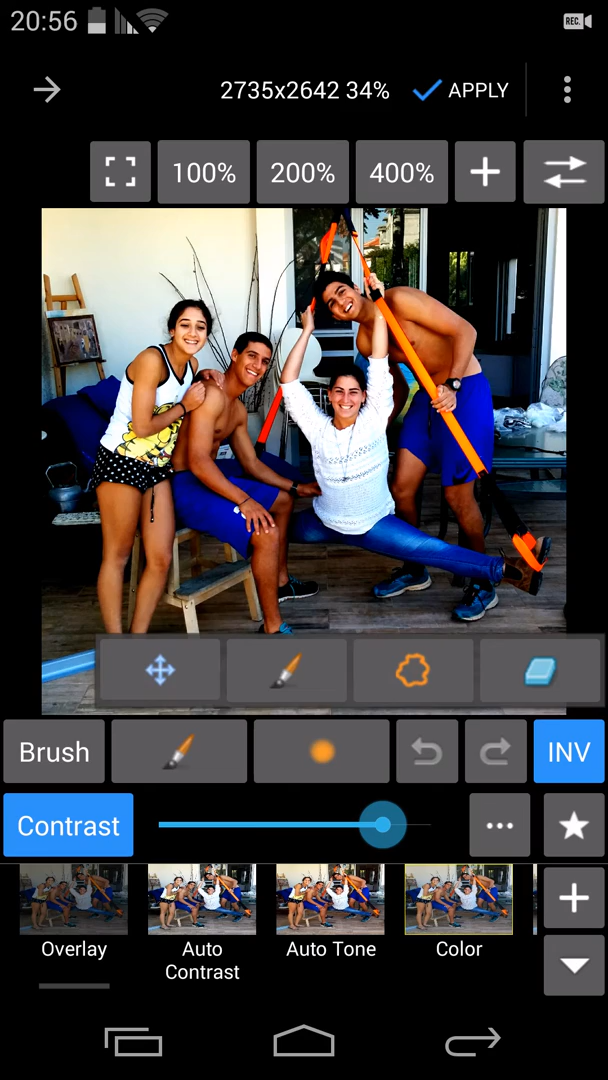 20:56
REC.
2735x2642 34%
APPLY
100%
200%
400%
Brush
INV
Contrast
Overlay
Auto
Contrast
Auto Tone
Color